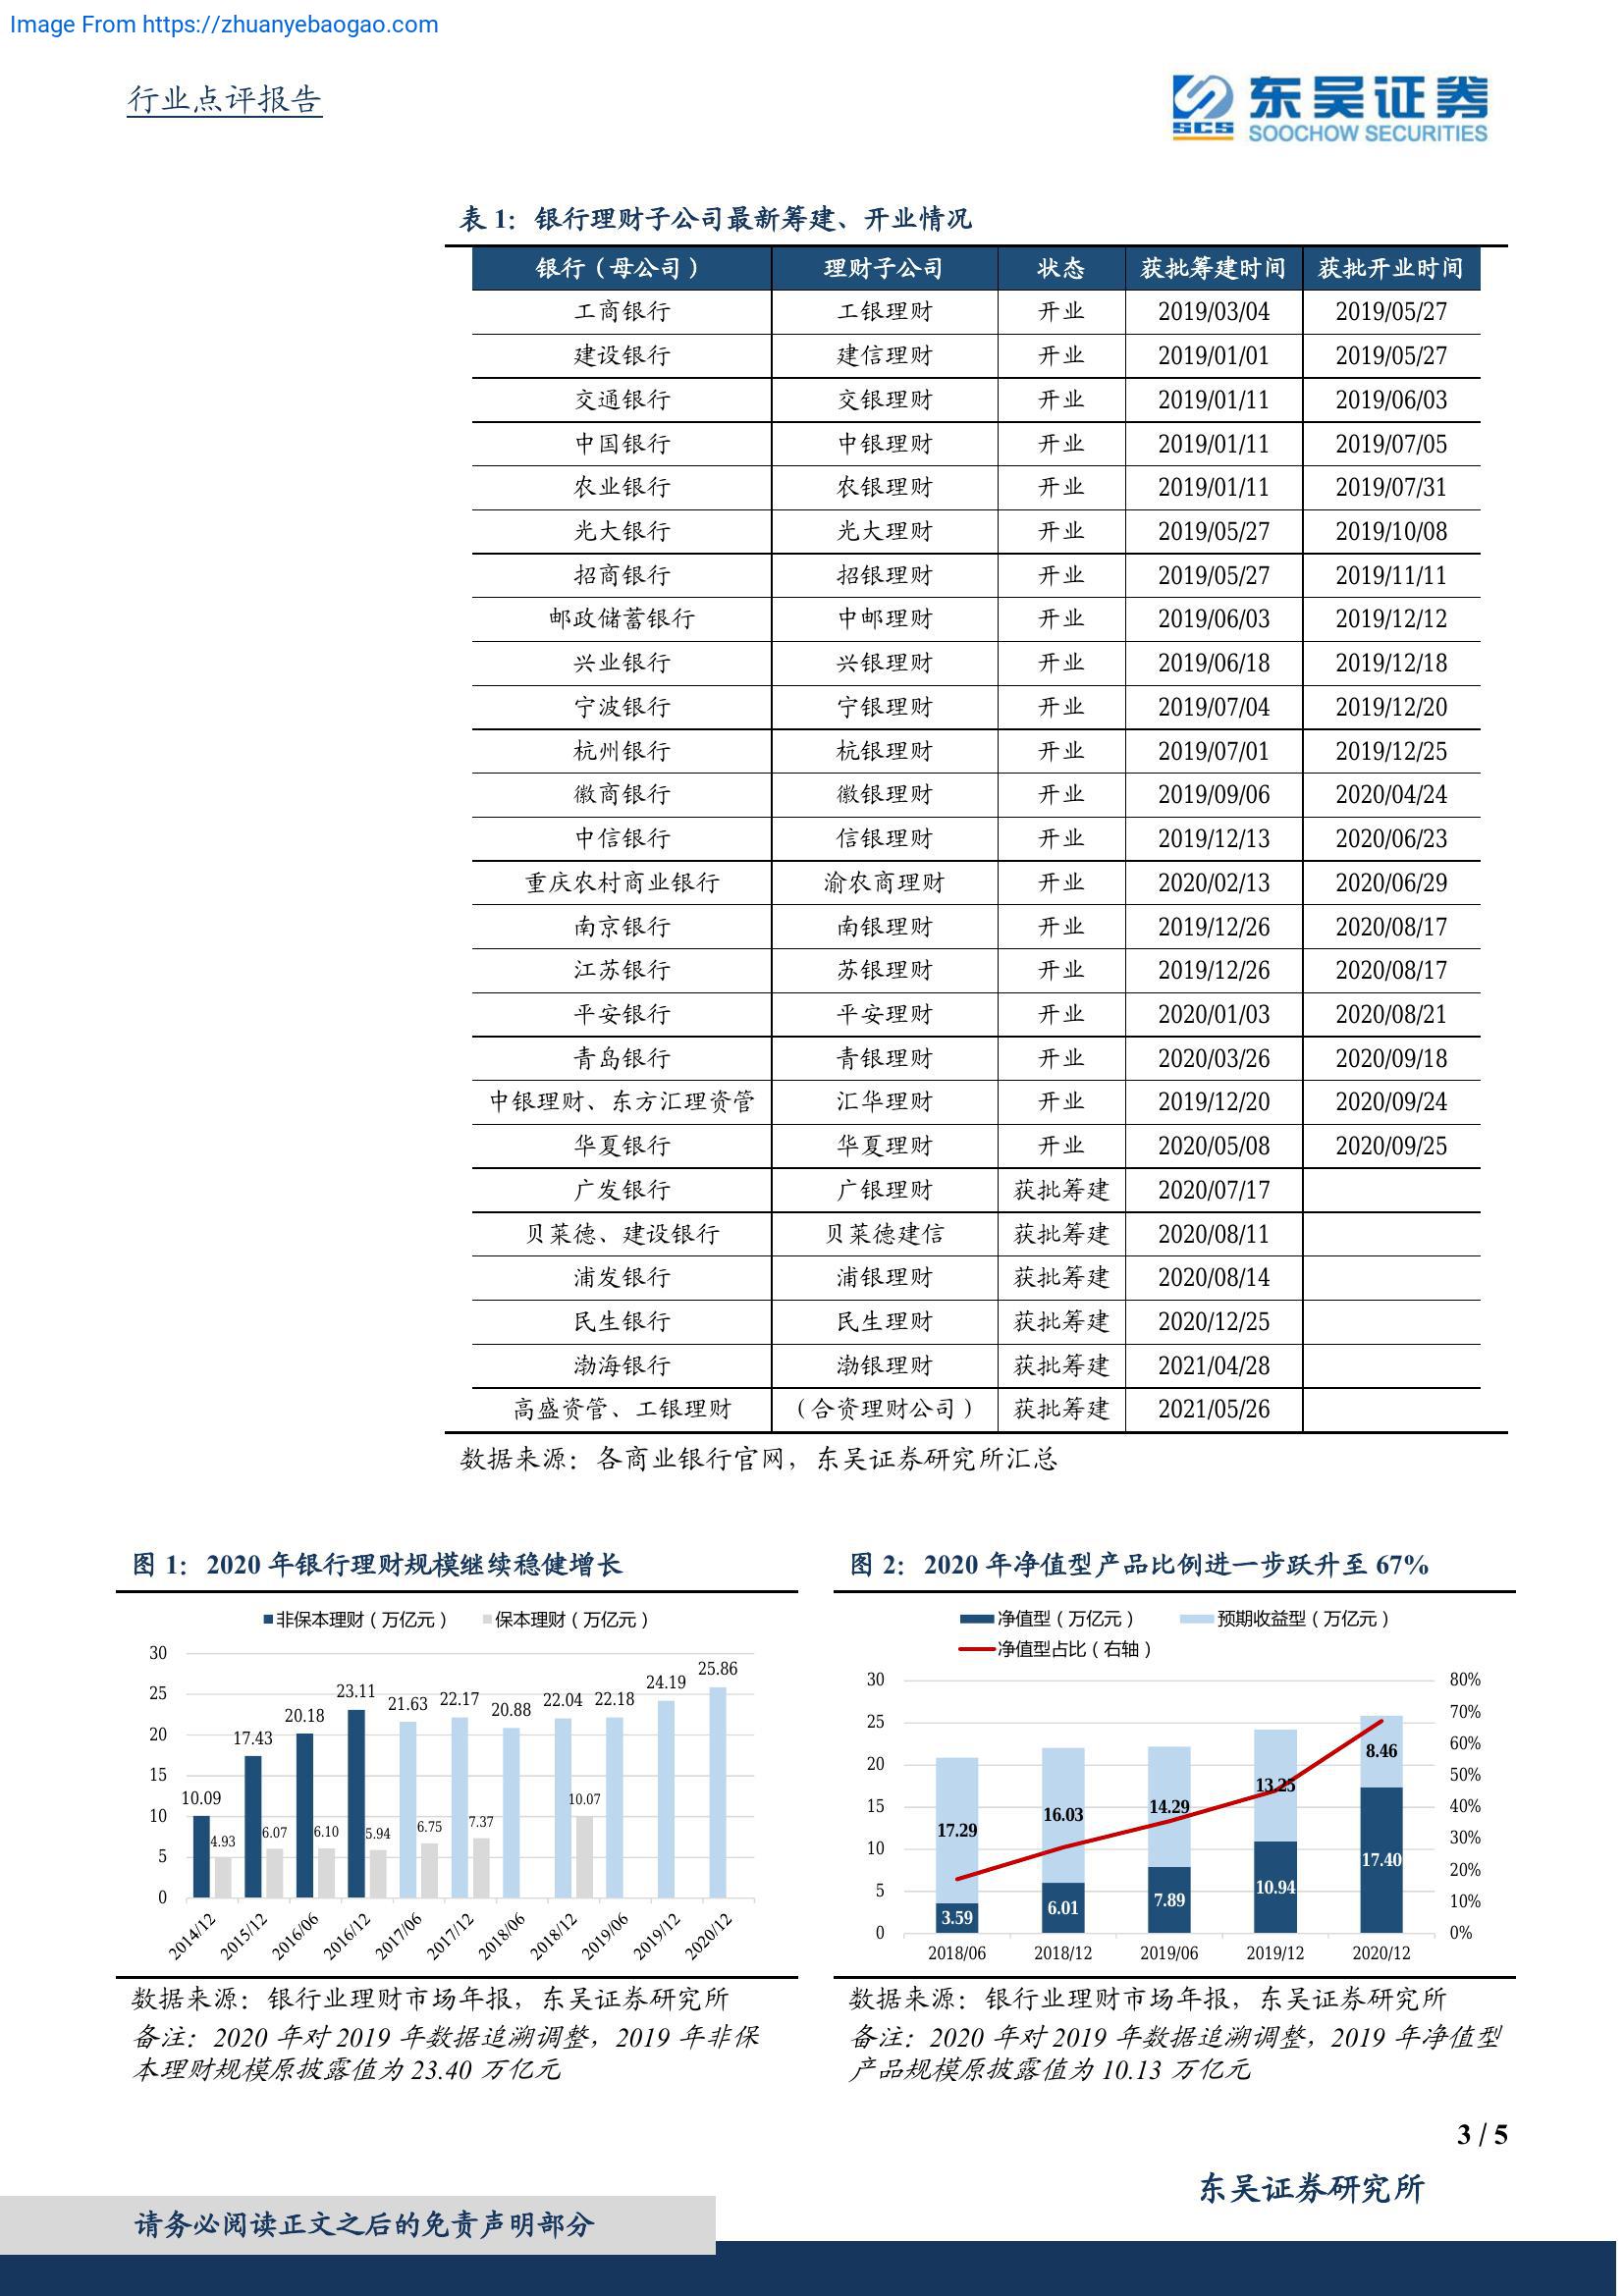 Image From https://zhuanyebaogao.com
行业点评报告
SCS 东吴证券
SOOCHOW SECURITIES
表 1： 银行理财子公司最新筹建、开业情况
银行（母公司） 理财子公司 状态 获批筹建时间 获批开业时间
工商银行 工银理财 开业 2019/03/04 2019/05/27
建设银行 建信理财 开业 2019/01/01 2019/05/27
交通银行 交银理财 开业 2019/01/11 2019/06/03
中国银行 中银理财 开业 2019/01/11 2019/07/05
农业银行 农银理财 开业 2019/01/11 2019/07/31
光大银行 光大理财 开业 2019/05/27 2019/10/08
招商银行 招银理财 开业 2019/05/27 2019/11/11
邮政储蓄银行 中邮理财 开业 2019/06/03 2019/12/12
兴业银行 兴银理财 开业 2019/06/18 2019/12/18
宁波银行 宁银理财 开业 2019/07/04 2019/12/20
杭州银行 杭银理财 开业 2019/07/01 2019/12/25
徽商银行 徽银理财 开业 2019/09/06 2020/04/24
中信银行 信银理财 开业 2019/12/13 2020/06/23
重庆农村商业银行 渝农商理财 开业 2020/02/13 2020/06/29
南京银行 南银理财 开业 2019/12/26 2020/08/17
江苏银行 苏银理财 开业 2019/12/26 2020/08/17
平安银行 平安理财 开业 2020/01/03 2020/08/21
青岛银行 青银理财 开业 2020/03/26 2020/09/18
中银理财、东方汇理资管 汇华理财 开业 2019/12/20 2020/09/24
华夏银行 华夏理财 开业 2020/05/08 2020/09/25
广发银行 广银理财 获批筹建 2020/07/17
贝莱德、建设银行 贝莱德建信 获批筹建 2020/08/11
浦发银行 浦银理财 获批筹建 2020/08/14
民生银行 民生理财 获批筹建 2020/12/25
渤海银行 渤银理财 获批筹建 2021/04/28
高盛资管、工银理财 （合资理财公司） 获批筹建 2021/05/26
数据来源：各商业银行官网，东吴证券研究所汇总
图 1： 2020 年银行理财规模继续稳健增长
非保本理财（万亿元） 保本理财（万亿元）
30
25
20
15
10
5
0
10.09 17.43 20.18 23.11 21.63 22.17 20.88 22.04 22.18 24.19 25.86
4.93 6.07 6.10 5.94 6.75 7.37 10.07
2014/12 2015/12 2016/06 2016/12 2017/06 2017/12 2018/06 2018/12 2019/06 2019/12 2020/12
数据来源：银行业理财市场年报，东吴证券研究所
备注：2020 年对 2019 年数据追溯调整，2019 年非保
本理财规模原披露值为 23.40 万亿元
图 2： 2020 年净值型产品比例进一步跃升至 67%
净值型（万亿元） 预期收益型（万亿元）
净值型占比（右轴）
30
25
20
15
10
5
0
17.29 16.03 14.29 13.25 8.46
3.59 6.01 7.89 10.94 17.40
80%
70%
60%
50%
40%
30%
20%
10%
0%
2018/06 2018/12 2019/06 2019/12 2020/12
数据来源：银行业理财市场年报，东吴证券研究所
备注：2020 年对 2019 年数据追溯调整，2019 年净值型
产品规模原披露值为 10.13 万亿元
3 / 5
东吴证券研究所
请务必阅读正文之后的免责声明部分